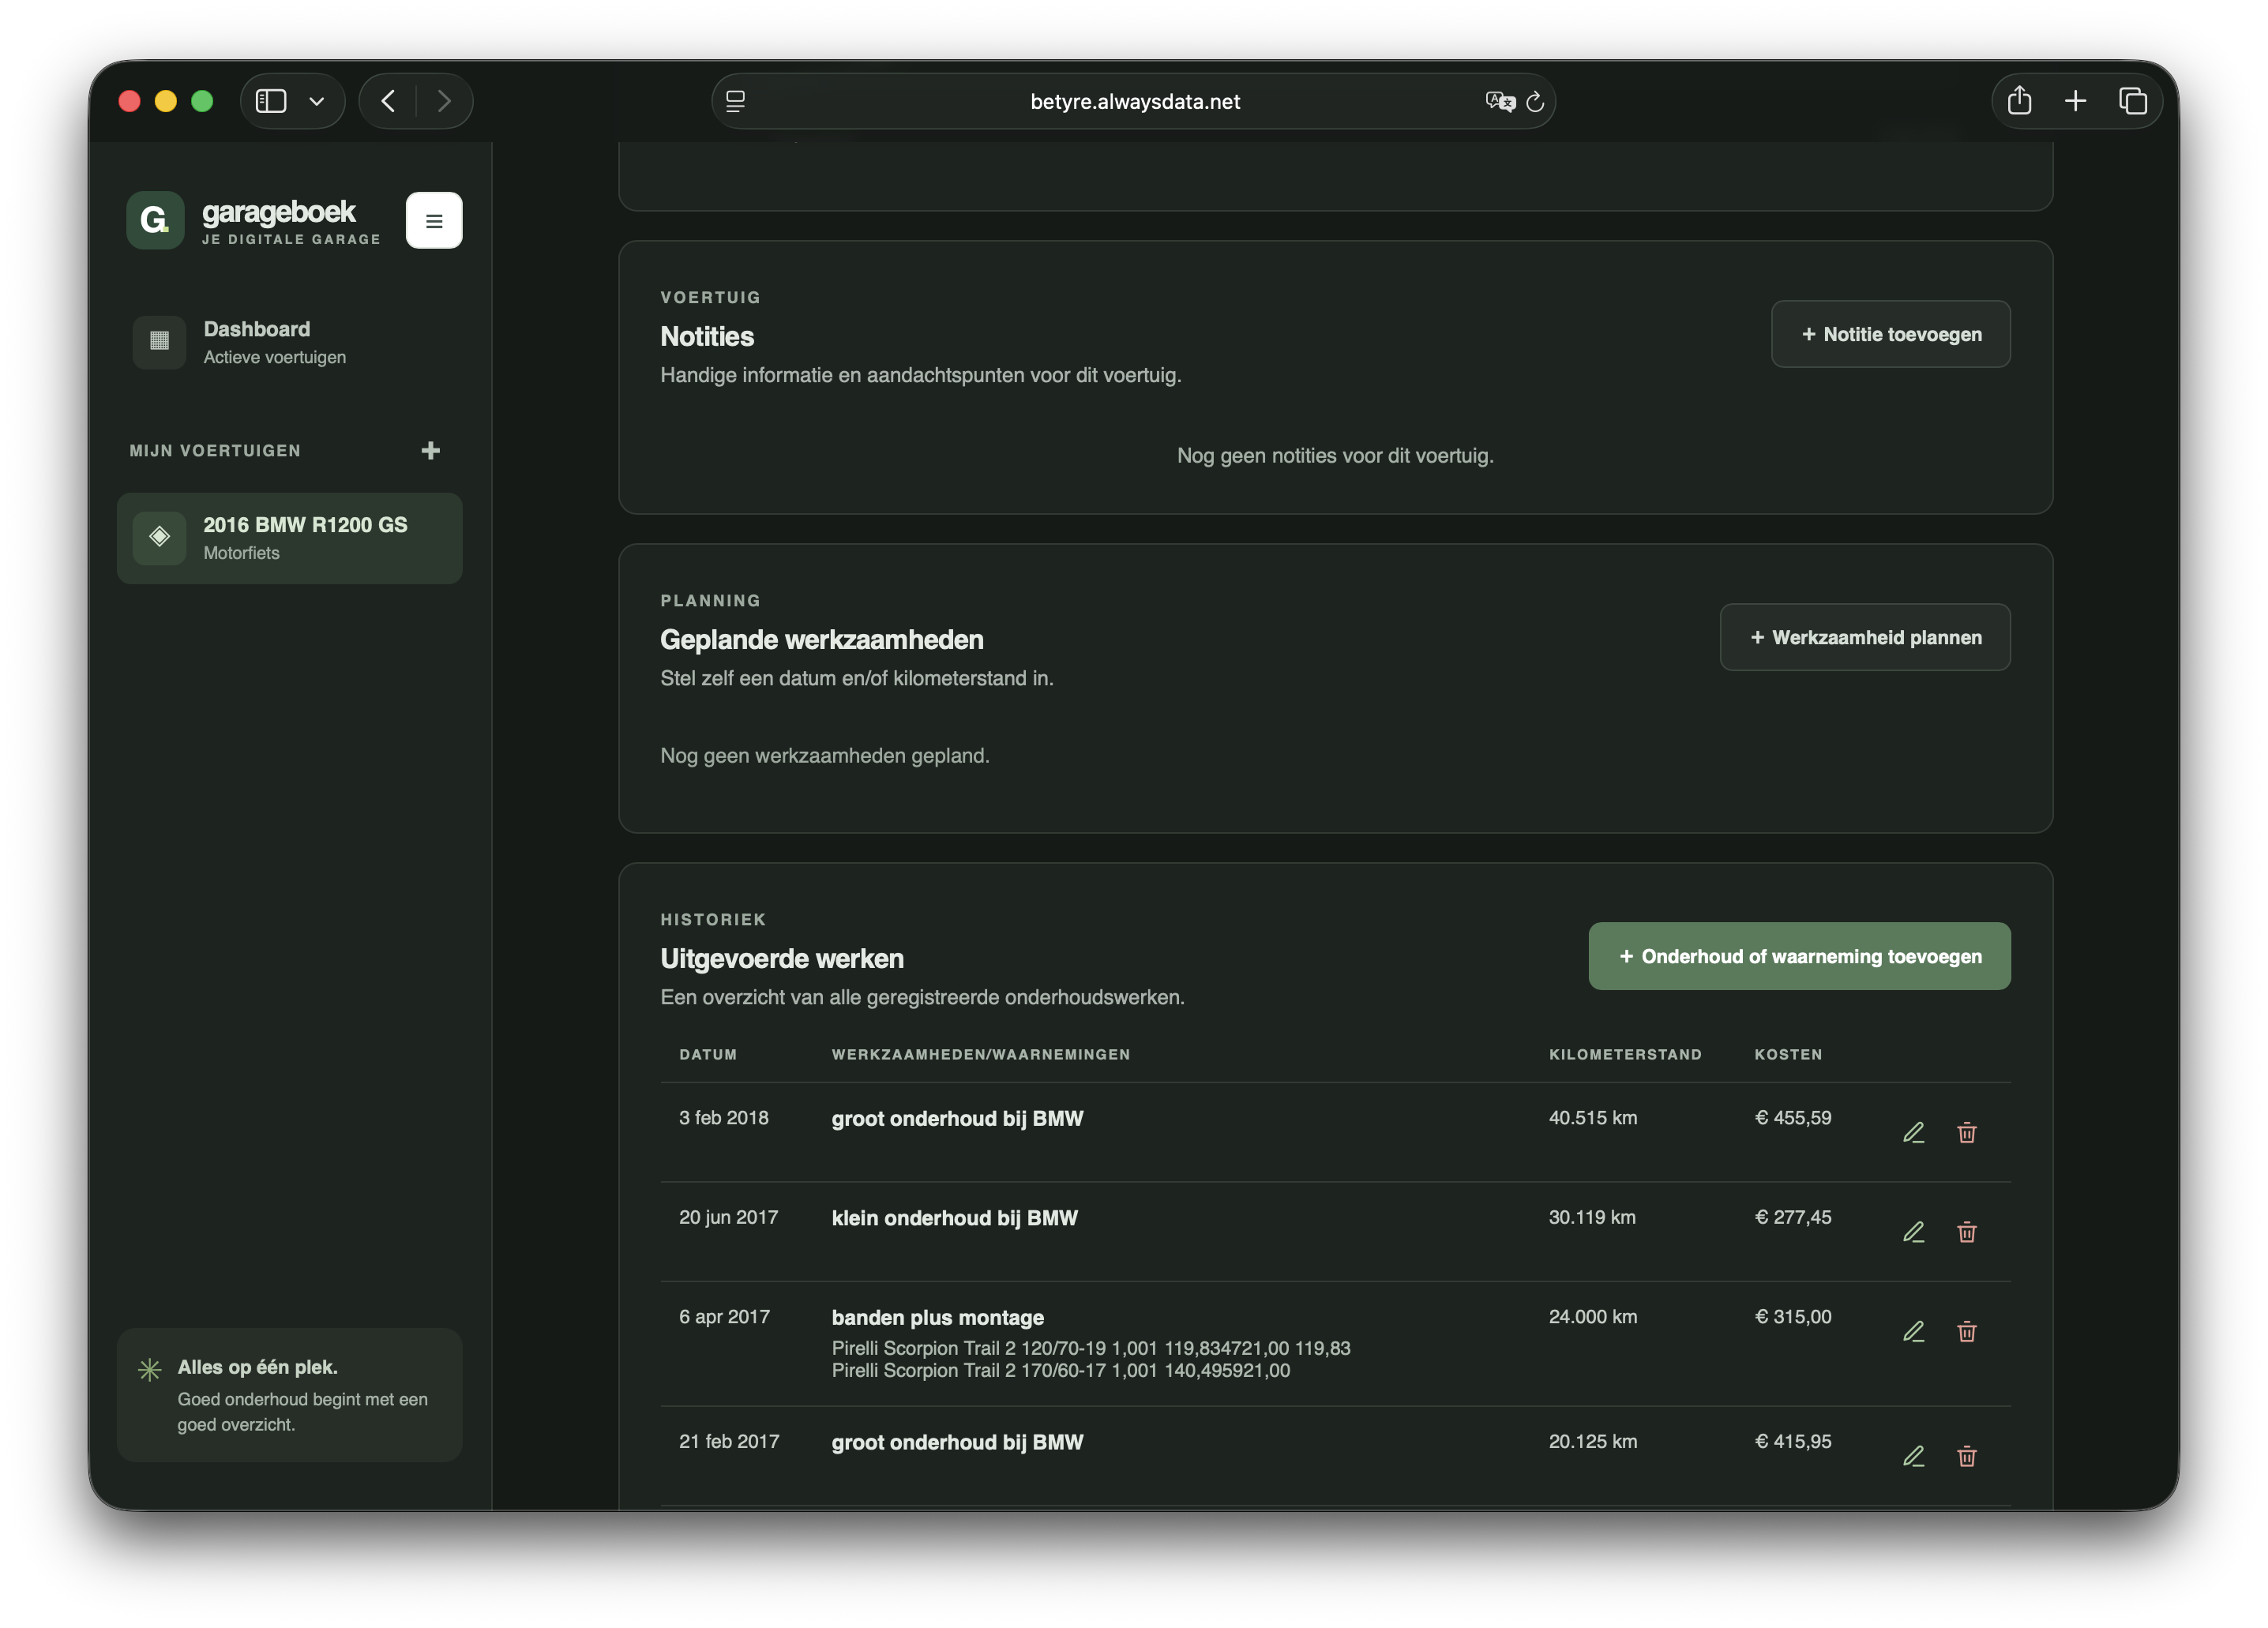 betyre.alwaysdata.net
G.
garageboek
JE DIGITALE GARAGE
Dashboard
Actieve voertuigen
MIJN VOERTUIGEN
2016 BMW R1200 GS
Motorfiets
Alles op één plek.
Goed onderhoud begint met een
goed overzicht.
VOERTUIG
Notities
Handige informatie en aandachtspunten voor dit voertuig.
+ Notitie toevoegen
Nog geen notities voor dit voertuig.
PLANNING
Geplande werkzaamheden
Stel zelf een datum en/of kilometerstand in.
+ Werkzaamheid plannen
Nog geen werkzaamheden gepland.
HISTORIEK
Uitgevoerde werken
Een overzicht van alle geregistreerde onderhoudswerken.
+ Onderhoud of waarneming toevoegen
DATUM WERKZAAMHEDEN/WAARNEMINGEN KILOMETERSTAND KOSTEN
3 feb 2018 groot onderhoud bij BMW 40.515 km € 455,59
20 jun 2017 klein onderhoud bij BMW 30.119 km € 277,45
6 apr 2017 banden plus montage 24.000 km € 315,00
Pirelli Scorpion Trail 2 120/70-19 1,001 119,834721,00 119,83
Pirelli Scorpion Trail 2 170/60-17 1,001 140,495921,00
21 feb 2017 groot onderhoud bij BMW 20.125 km € 415,95